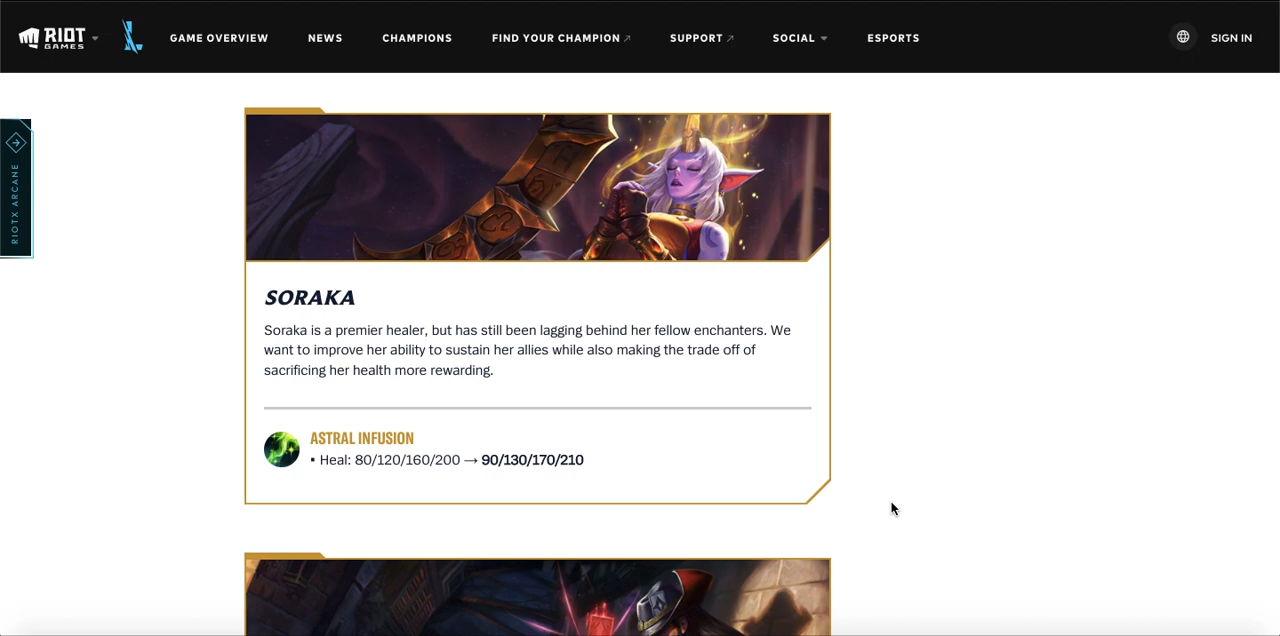 RIOT GAMES
GAME OVERVIEW
NEWS
CHAMPIONS
FIND YOUR CHAMPION
SUPPORT
SOCIAL
ESPORTS
SIGN IN
RIOTX ARCANE
SORAKA
Soraka is a premier healer, but has still been lagging behind her fellow enchanters. We
want to improve her ability to sustain her allies while also making the trade off of
sacrificing her health more rewarding.
ASTRAL INFUSION
▪ Heal: 80/120/160/200 → 90/130/170/210